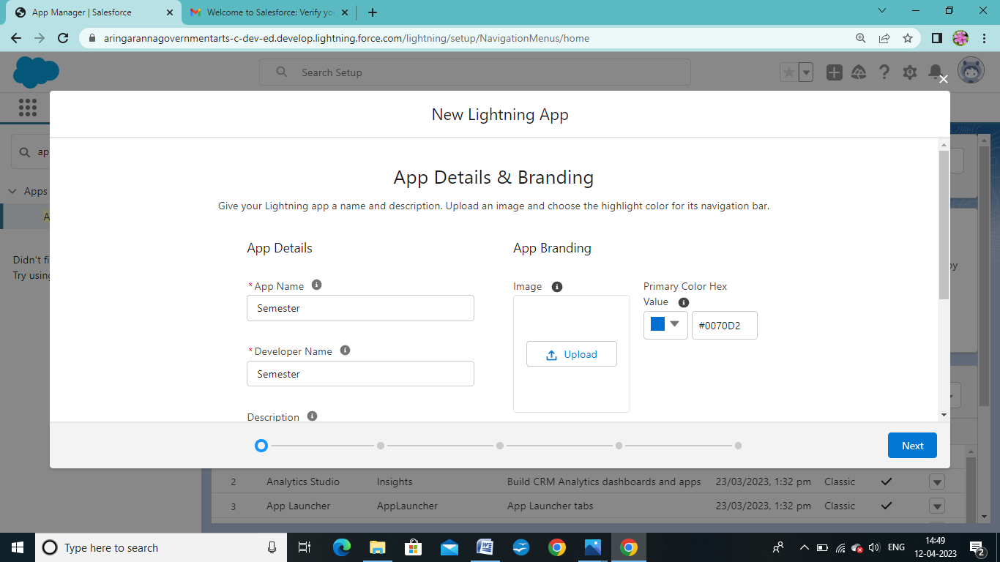 App Manager | Salesforce
Welcome to Salesforce: Verify yo
aringarannagovernmentarts-c-dev-ed.develop.lightning.force.com/lightning/setup/NavigationMenus/home
Search Setup
New Lightning App
ap
App Details & Branding
Apps
Give your Lightning app a name and description. Upload an image and choose the highlight color for its navigation bar.
A
App Details
App Branding
Didn't fi
Try using
*App Name
Image
Primary Color Hex
Value
Semester
#0070D2
*Developer Name
Upload
Semester
Description
Next
2 Analytics Studio Insights Build CRM Analytics dashboards and apps 23/03/2023, 1:32 pm Classic
3 App Launcher AppLauncher App Launcher tabs 23/03/2023, 1:32 pm Classic
Type here to search
ENG
14:49
12-04-2023
2